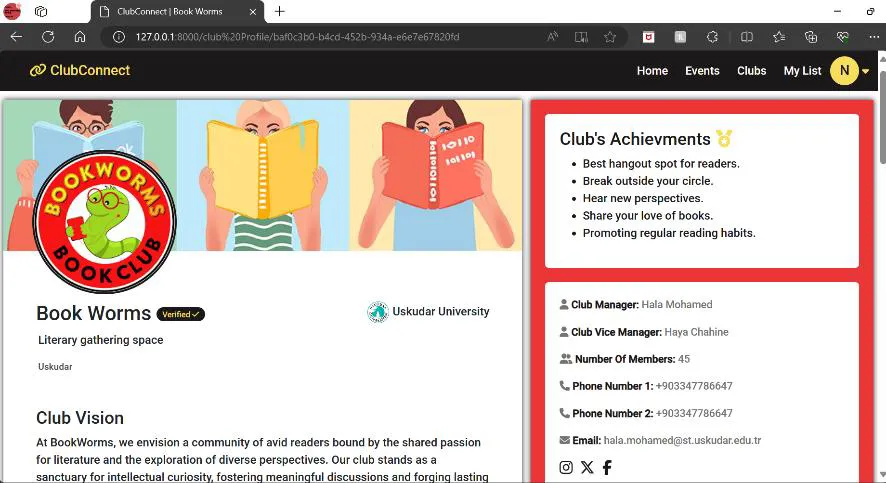 ClubConnect | Book Worms
127.0.0.1:8000/club%20Profile/baf0c3b0-b4cd-452b-934a-e6e7e67820fd
ClubConnect
Home Events Clubs My List N
BOOKWORMS
BOOK CLUB
Book Worms Verified
Uskudar University
Literary gathering space
Uskudar
Club Vision
At BookWorms, we envision a community of avid readers bound by the shared passion
for literature and the exploration of diverse perspectives. Our club stands as a
sanctuary for intellectual curiosity, fostering meaningful discussions and forging lasting
Club's Achievments
Best hangout spot for readers.
Break outside your circle.
Hear new perspectives.
Share your love of books.
Promoting regular reading habits.
Club Manager: Hala Mohamed
Club Vice Manager: Haya Chahine
Number Of Members: 45
Phone Number 1: +903347786647
Phone Number 2: +903347786647
Email: hala.mohamed@st.uskudar.edu.tr